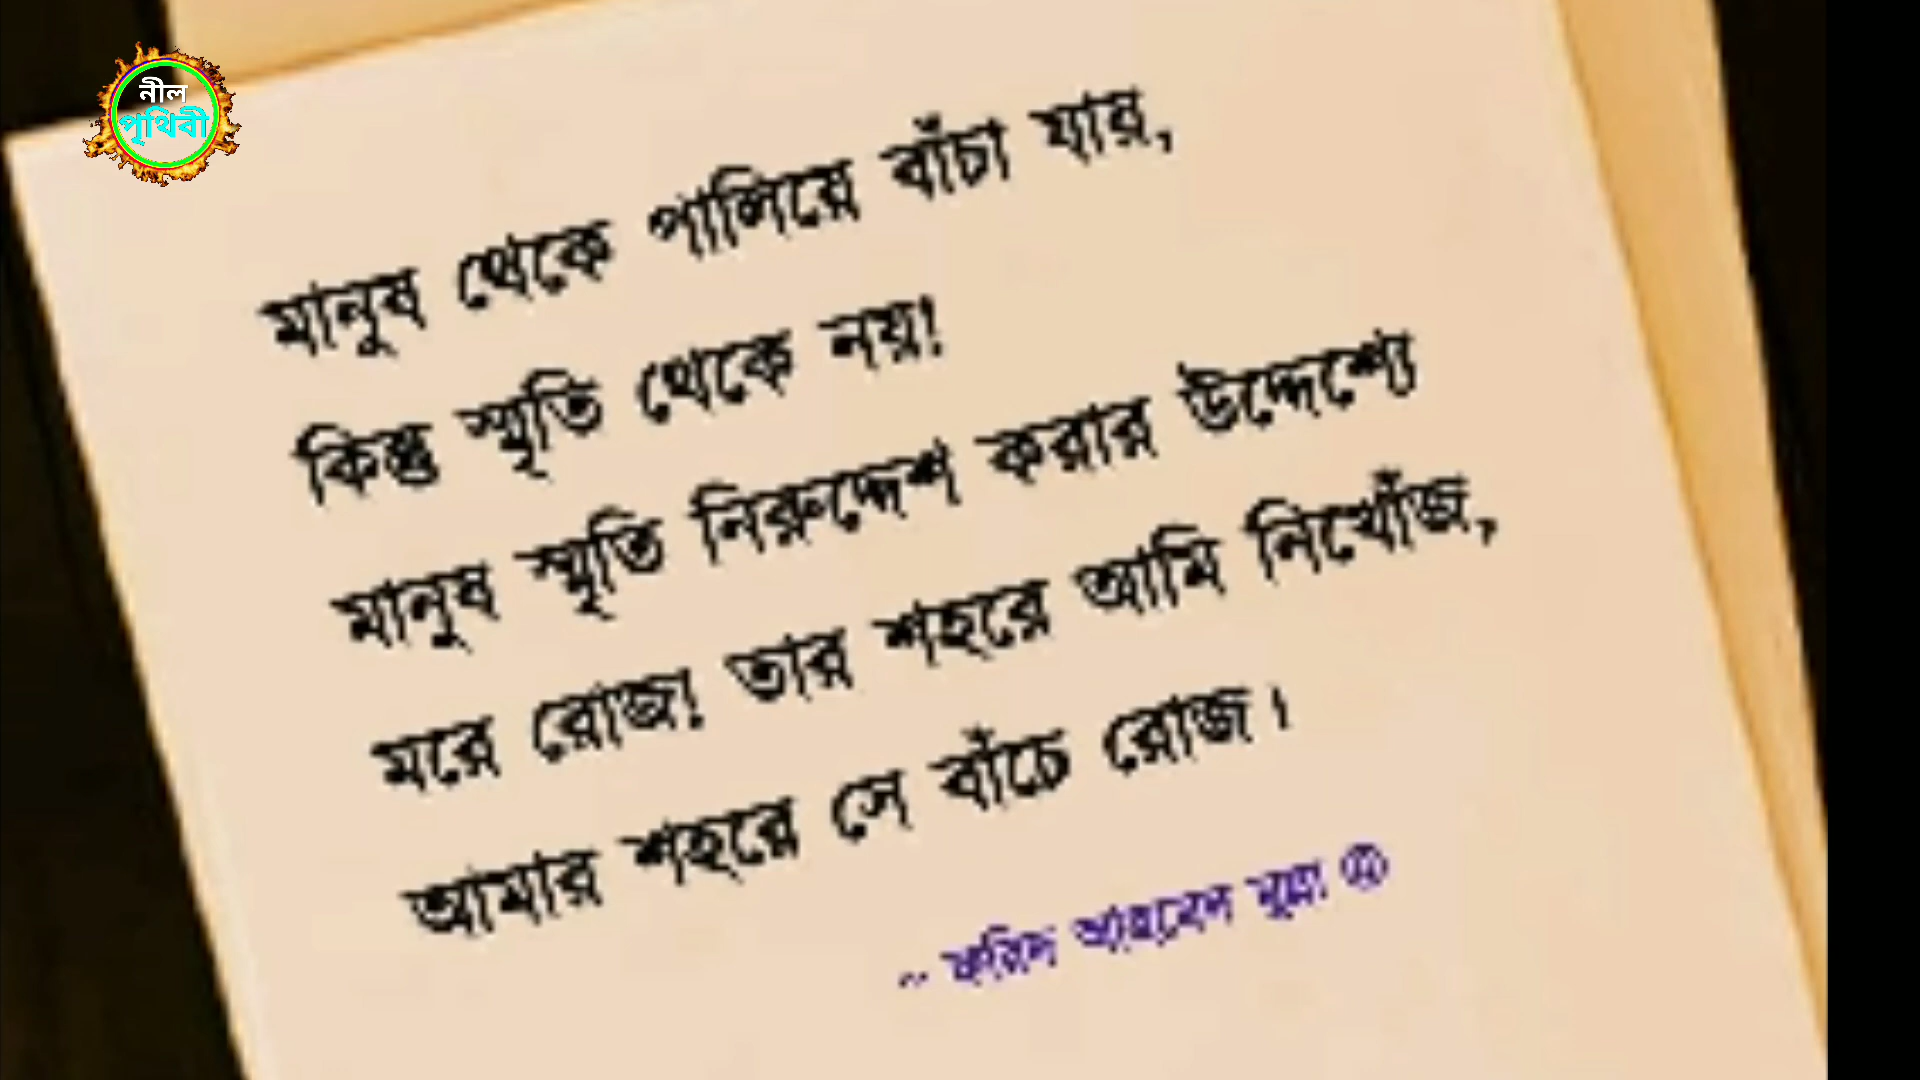 নীল
পৃথিবী
মানুষ থেকে পালিয়ে বাঁচা যায়,
কিন্তু স্মৃতি থেকে নয়!
মানুষ স্মৃতি নিরুদ্দেশ করার উদ্দেশ্যে
মরে রোজ! তার শহরে আমি নিখোঁজ,
আমার শহরে সে বাঁচে রোজ।
~ ফরিদ আহমেদ মুন্না